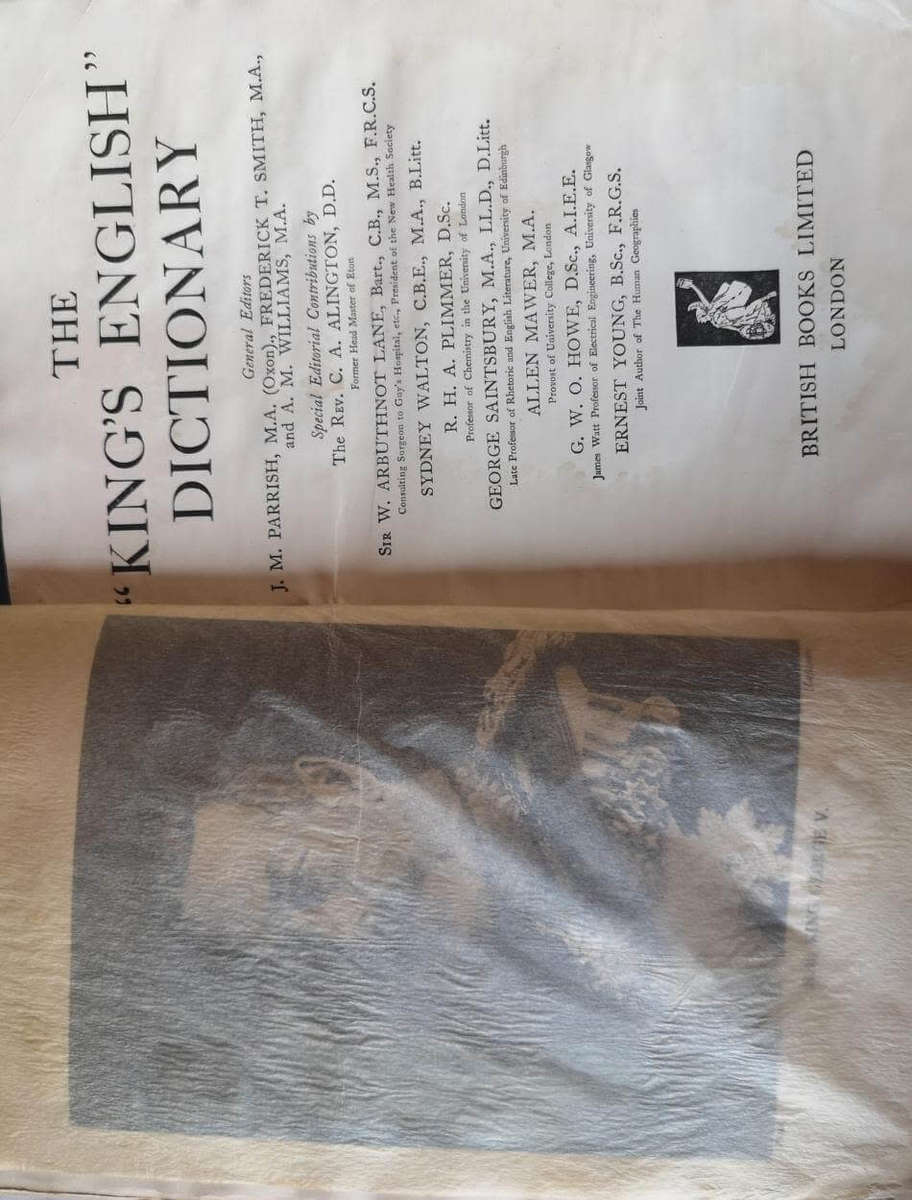 THE
"KING'S ENGLISH"
DICTIONARY
General Editors
J. M. PARRISH, M.A. (Oxon)., FREDERICK T. SMITH, M.A.,
and A. M. WILLIAMS, M.A.
Special Editorial Contributions by
The REV. C. A. ALINGTON, D.D.
Former Head Master of Eton
SIR W. ARBUTHNOT LANE, Bart., C.B., M.S., F.R.C.S.
Consulting Surgeon to Guy's Hospital, etc., President of the New Health Society
SYDNEY WALTON, C.B.E., M.A., B.Litt.
R. H. A. PLIMMER, D.Sc.
Professor of Chemistry in the University of London
GEORGE SAINTSBURY, M.A., LL.D., D.Litt.
Late Professor of Rhetoric and English Literature, University of Edinburgh
ALLEN MAWER, M.A.
Provost of University College, London
G. W. O. HOWE, D.Sc., A.I.E.E.
James Watt Professor of Electrical Engineering, University of Glasgow
ERNEST YOUNG, B.Sc., F.R.G.S.
Joint Author of The Human Geographies
BRITISH BOOKS LIMITED
LONDON
V.